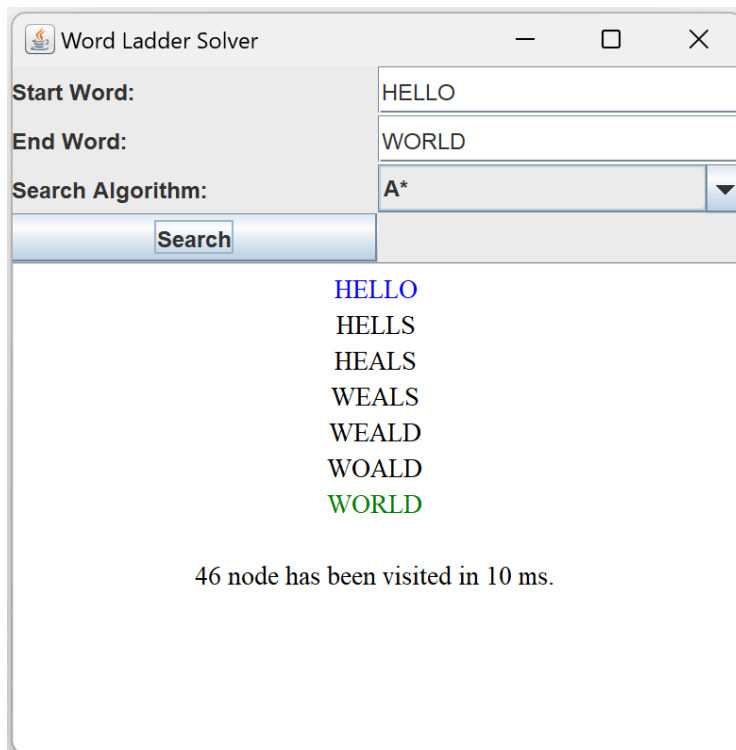 Word Ladder Solver
Start Word: HELLO
End Word: WORLD
Search Algorithm: A*
Search
HELLO
HELLS
HEALS
WEALS
WEALD
WOALD
WORLD
46 node has been visited in 10 ms.